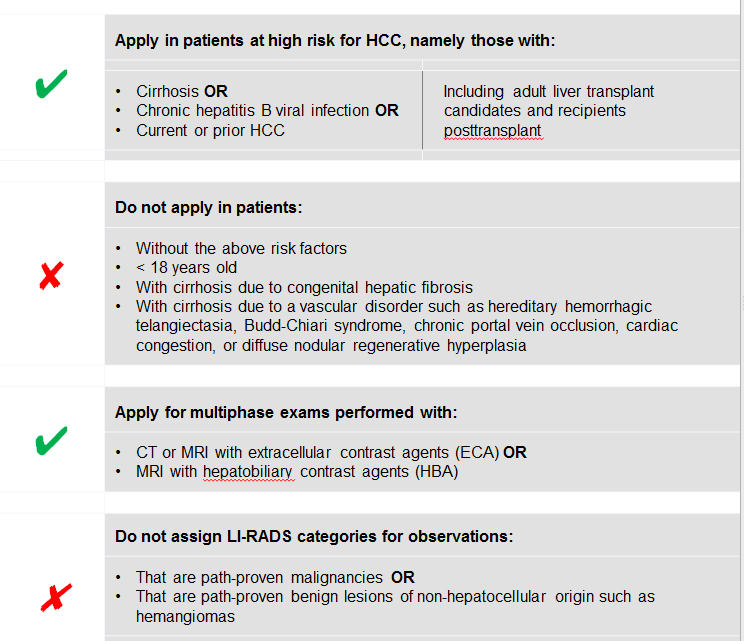 Apply in patients at high risk for HCC, namely those with:
• Cirrhosis OR
• Chronic hepatitis B viral infection OR
• Current or prior HCC
Including adult liver transplant
candidates and recipients
posttransplant
Do not apply in patients:
• Without the above risk factors
• < 18 years old
• With cirrhosis due to congenital hepatic fibrosis
• With cirrhosis due to a vascular disorder such as hereditary hemorrhagic
telangiectasia, Budd-Chiari syndrome, chronic portal vein occlusion, cardiac
congestion, or diffuse nodular regenerative hyperplasia
Apply for multiphase exams performed with:
• CT or MRI with extracellular contrast agents (ECA) OR
• MRI with hepatobiliary contrast agents (HBA)
Do not assign LI-RADS categories for observations:
• That are path-proven malignancies OR
• That are path-proven benign lesions of non-hepatocellular origin such as
hemangiomas